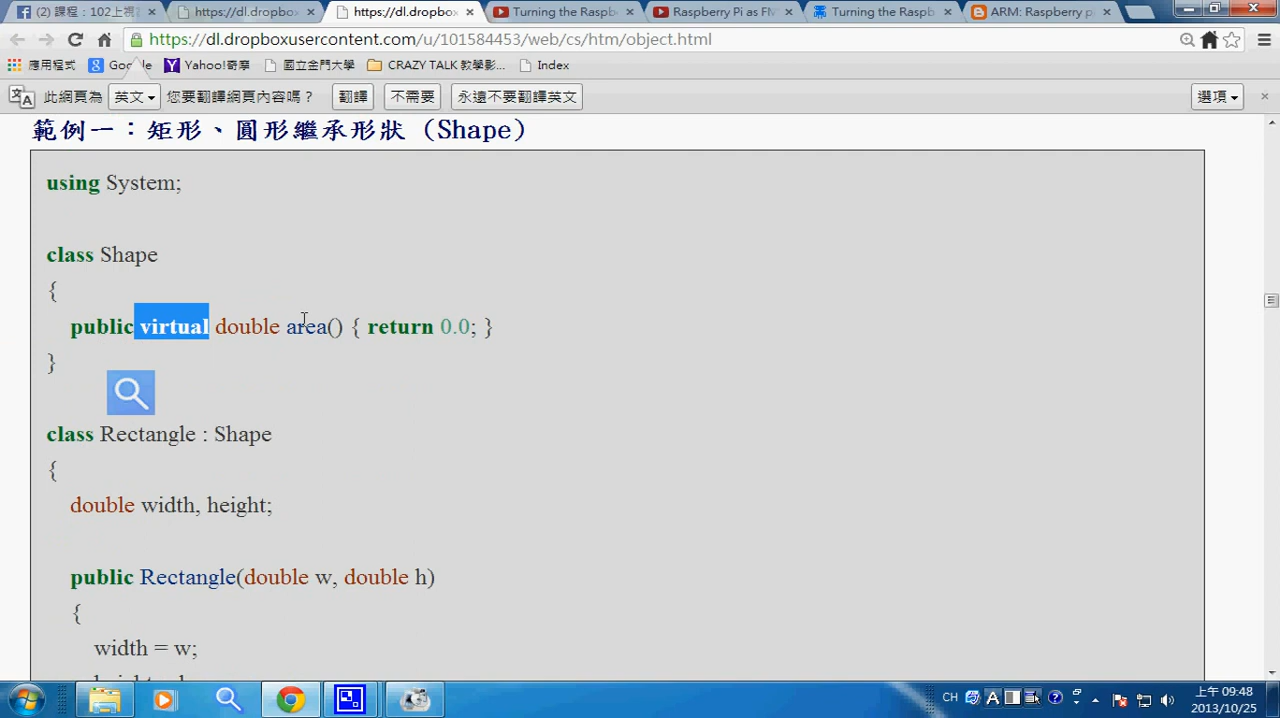 (2) 課程：102上視
https://dl.dropbox
https://dl.dropbox
Turning the Raspb
Raspberry Pi as FM
Turning the Raspb
ARM: Raspberry p
https://dl.dropboxusercontent.com/u/101584453/web/cs/htm/object.html
應用程式
Yahoo!奇摩
國立金門大學
CRAZY TALK 教學影...
Index
此網頁為 英文 您要翻譯網頁內容嗎？ 翻譯 不需要 永遠不要翻譯英文 選項
範例一：矩形、圓形繼承形狀 (Shape)
using System;
class Shape
{
public virtual double area() { return 0.0; }
}
class Rectangle : Shape
{
double width, height;
public Rectangle(double w, double h)
{
width = w;
CH
A
上午 09:48
2013/10/25